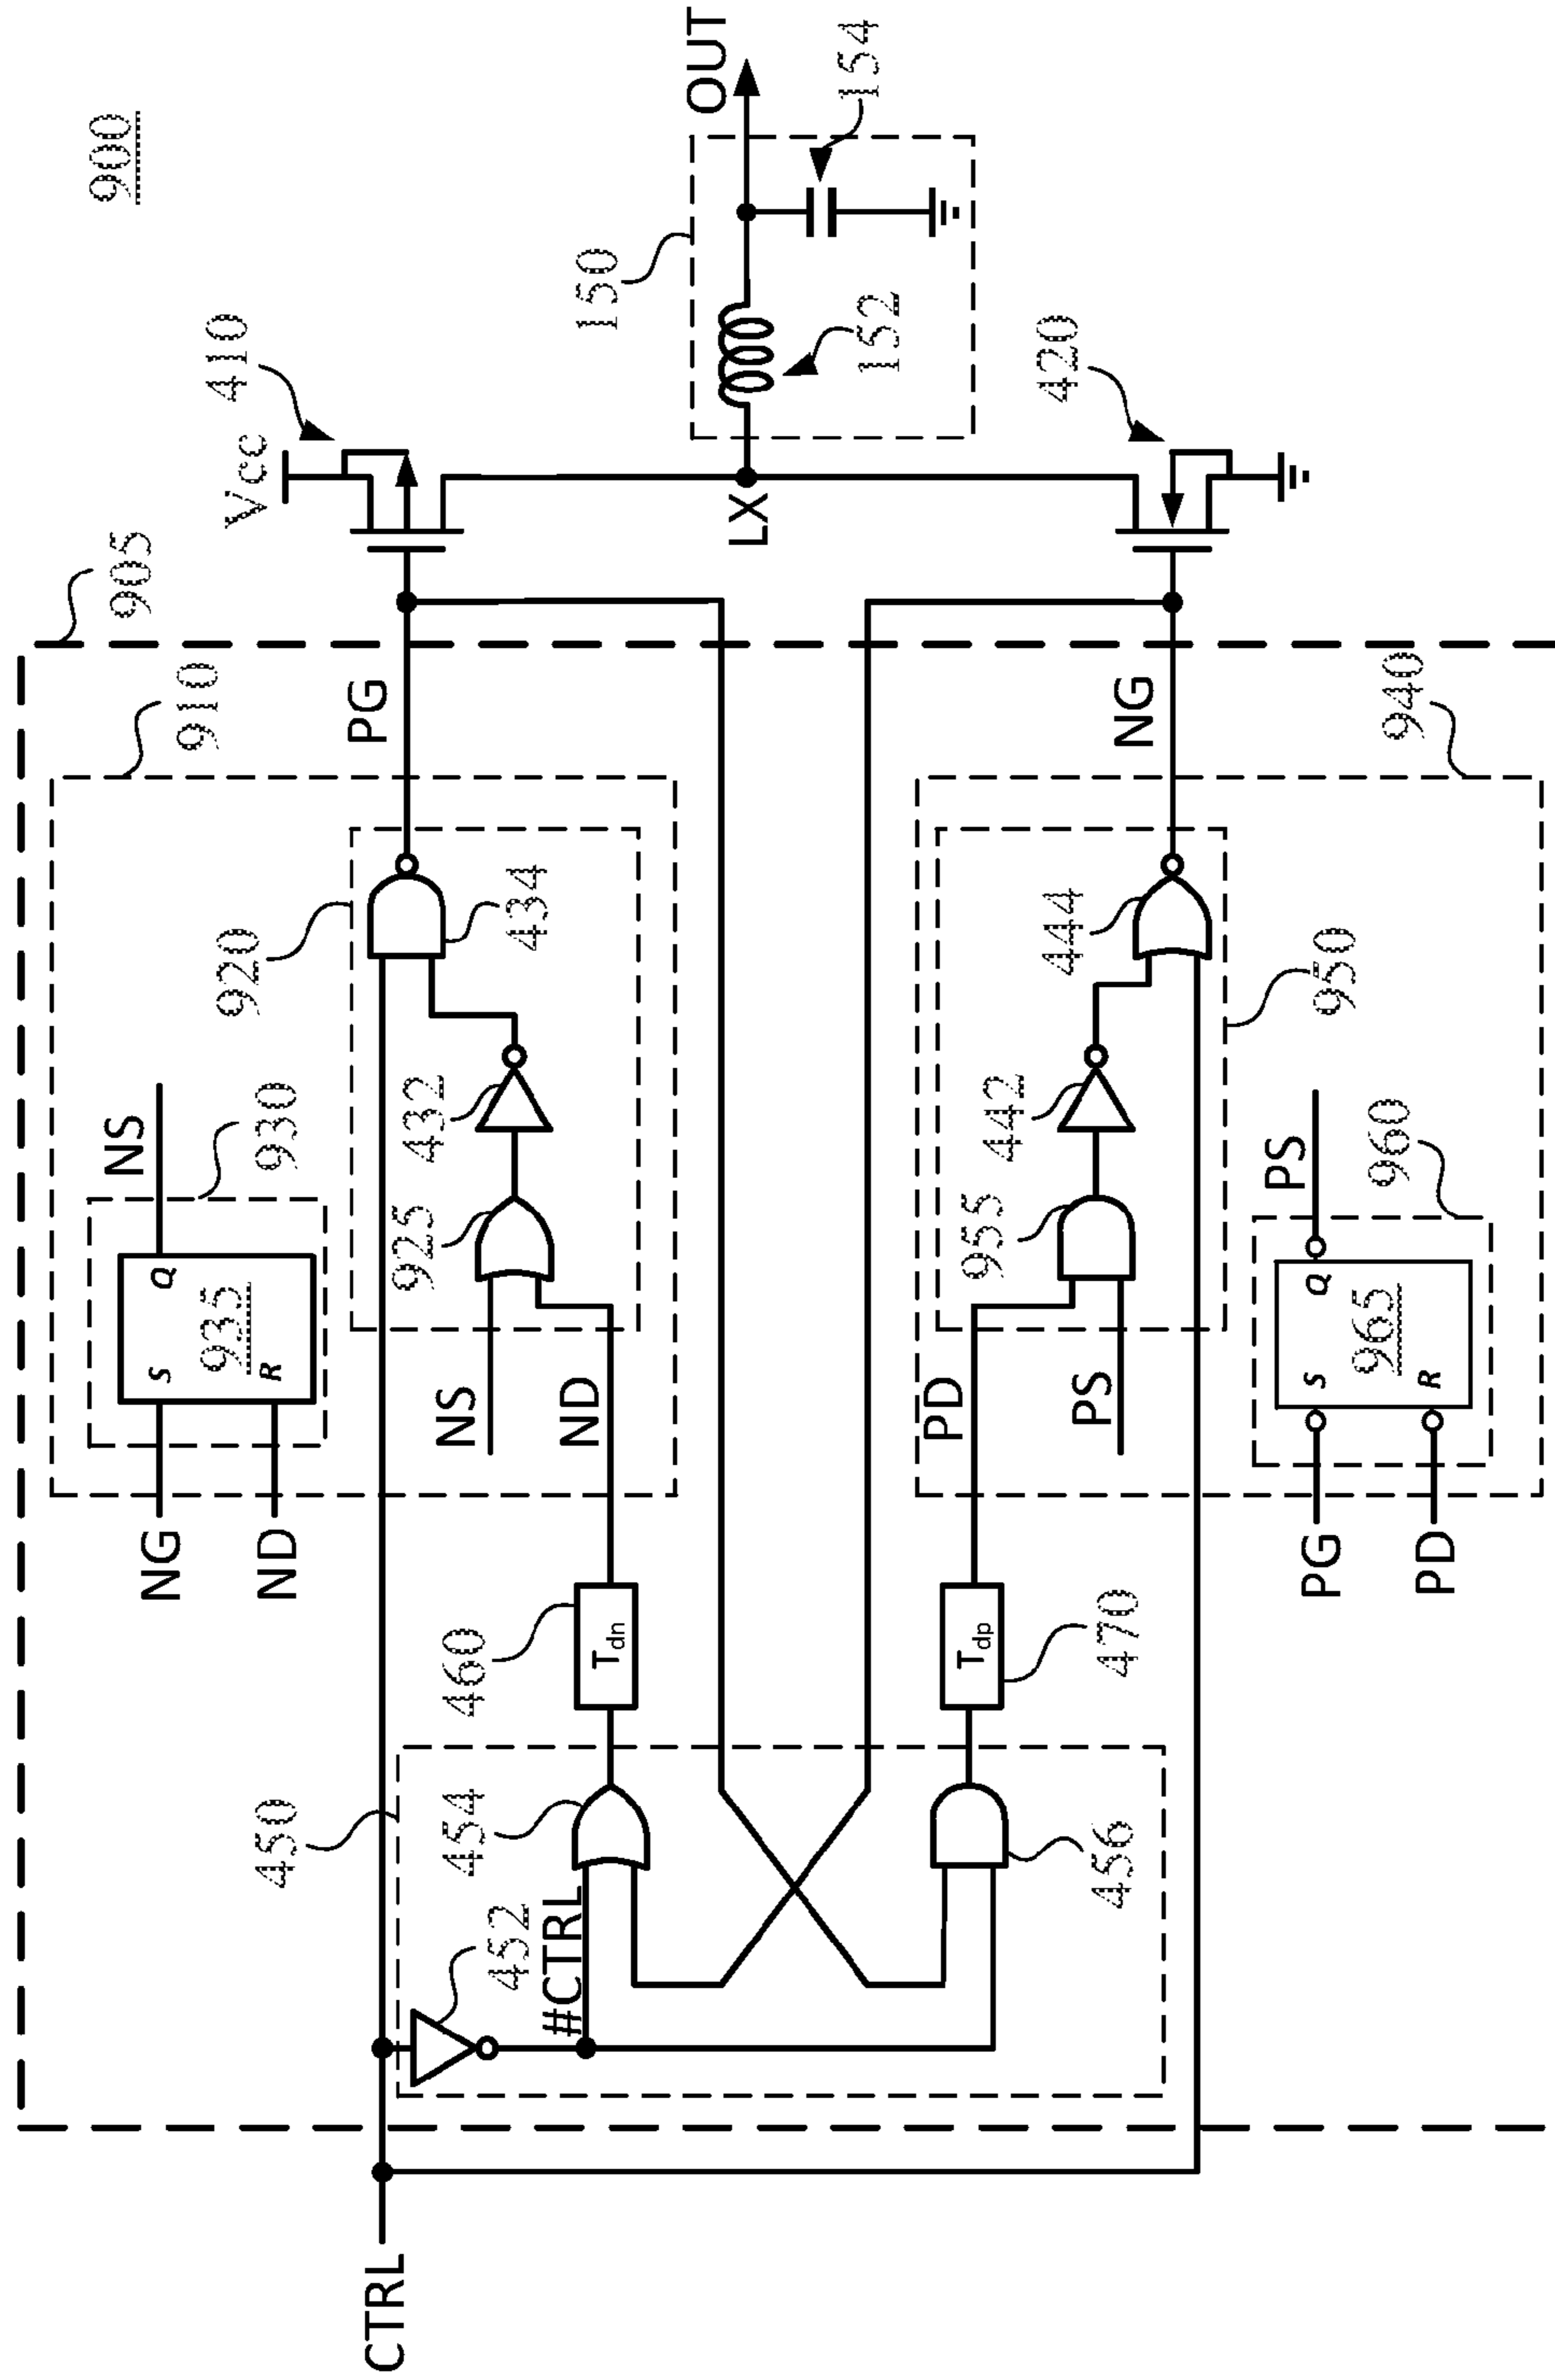 900
905
910
Vcc
410
NG
ND
S
R
Q
935
NS
930
920
PG
434
432
925
NS
ND
150
OUT
154
152
LX
CTRL
450
452
#CTRL
454
460
Tdn
456
Tdp
470
PD
PS
955
442
444
NG
420
950
940
PG
PD
S
R
Q
965
PS
960